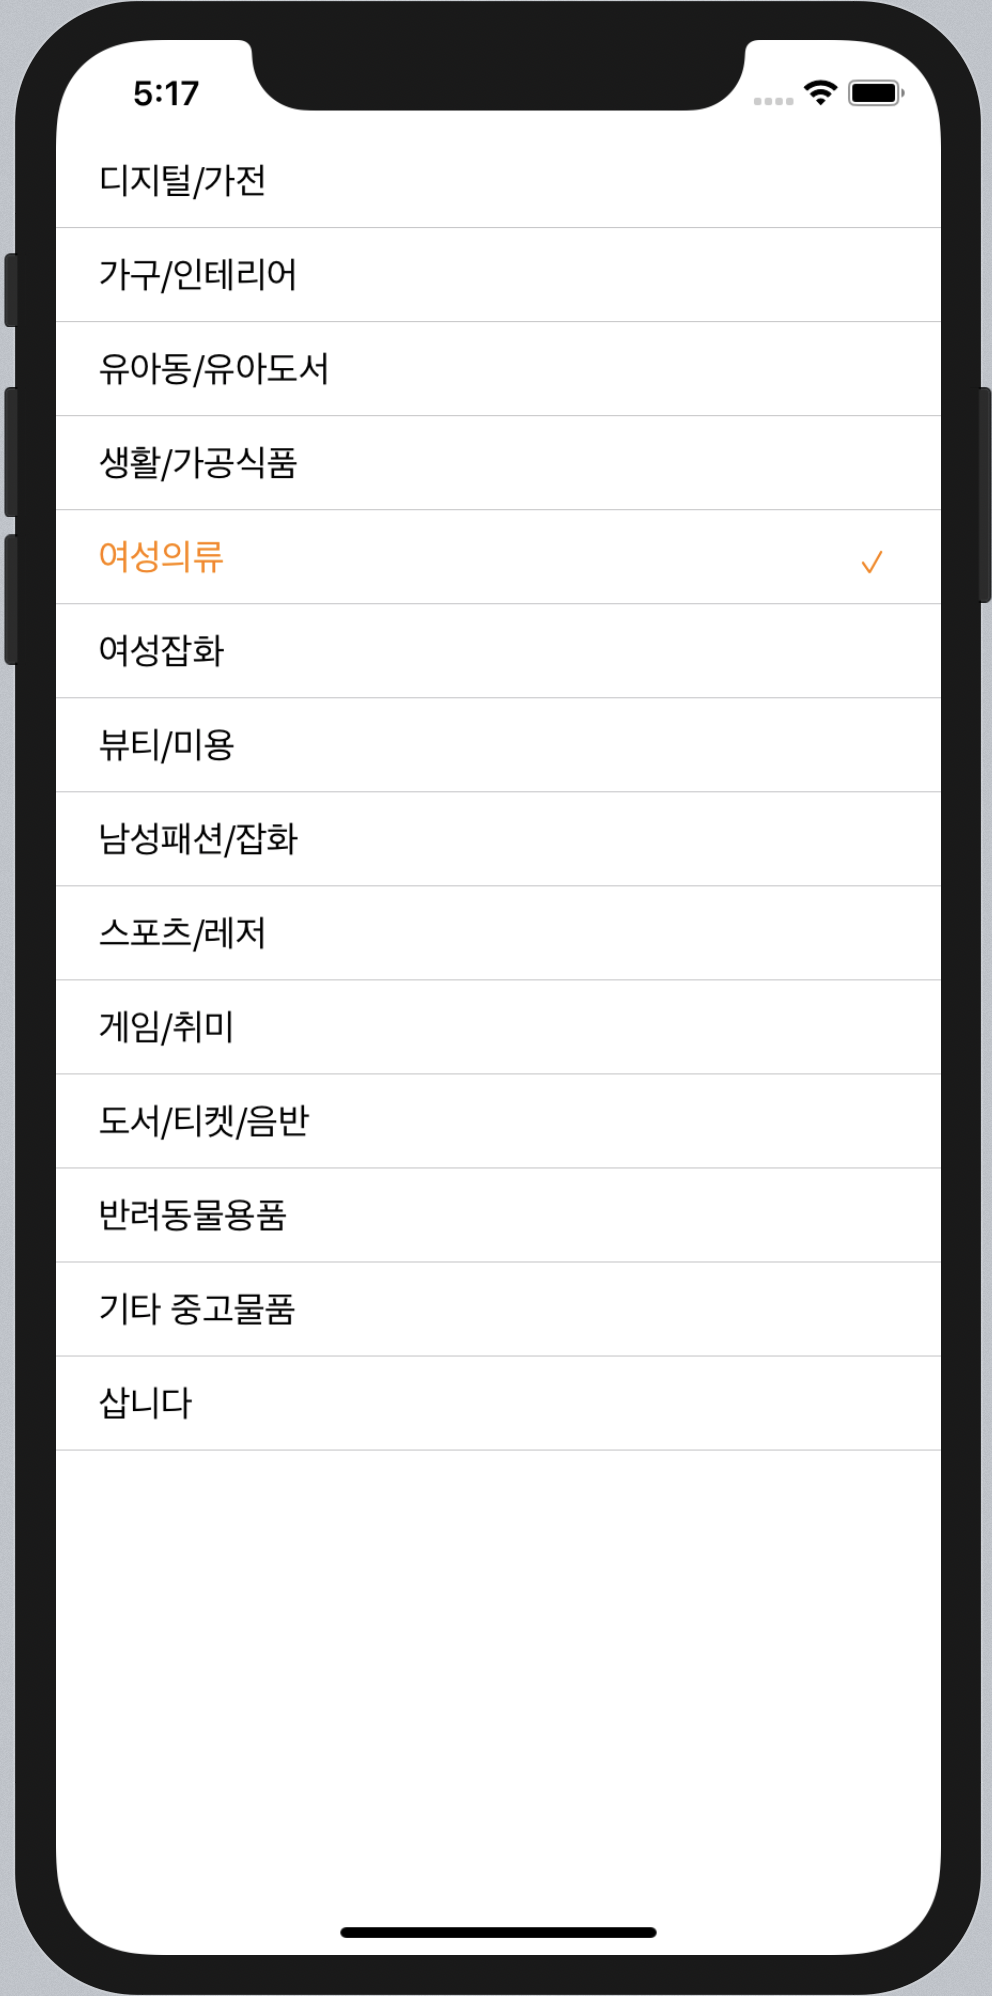 5:17
디지털/가전
가구/인테리어
유아동/유아도서
생활/가공식품
여성의류
여성잡화
뷰티/미용
남성패션/잡화
스포츠/레저
게임/취미
도서/티켓/음반
반려동물용품
기타 중고물품
삽니다